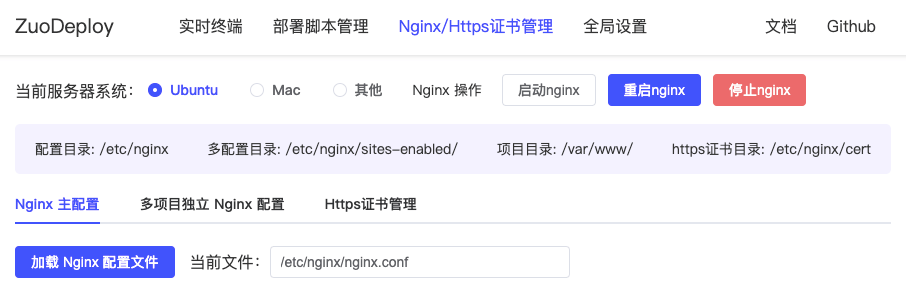 ZuoDeploy 实时终端 部署脚本管理 Nginx/Https证书管理 全局设置 文档 Github
当前服务器系统: Ubuntu Mac 其他 Nginx 操作 启动nginx 重启nginx 停止nginx
配置目录: /etc/nginx 多配置目录: /etc/nginx/sites-enabled/ 项目目录: /var/www/ https证书目录: /etc/nginx/cert
Nginx 主配置 多项目独立 Nginx 配置 Https证书管理
加载 Nginx 配置文件 当前文件: /etc/nginx/nginx.conf